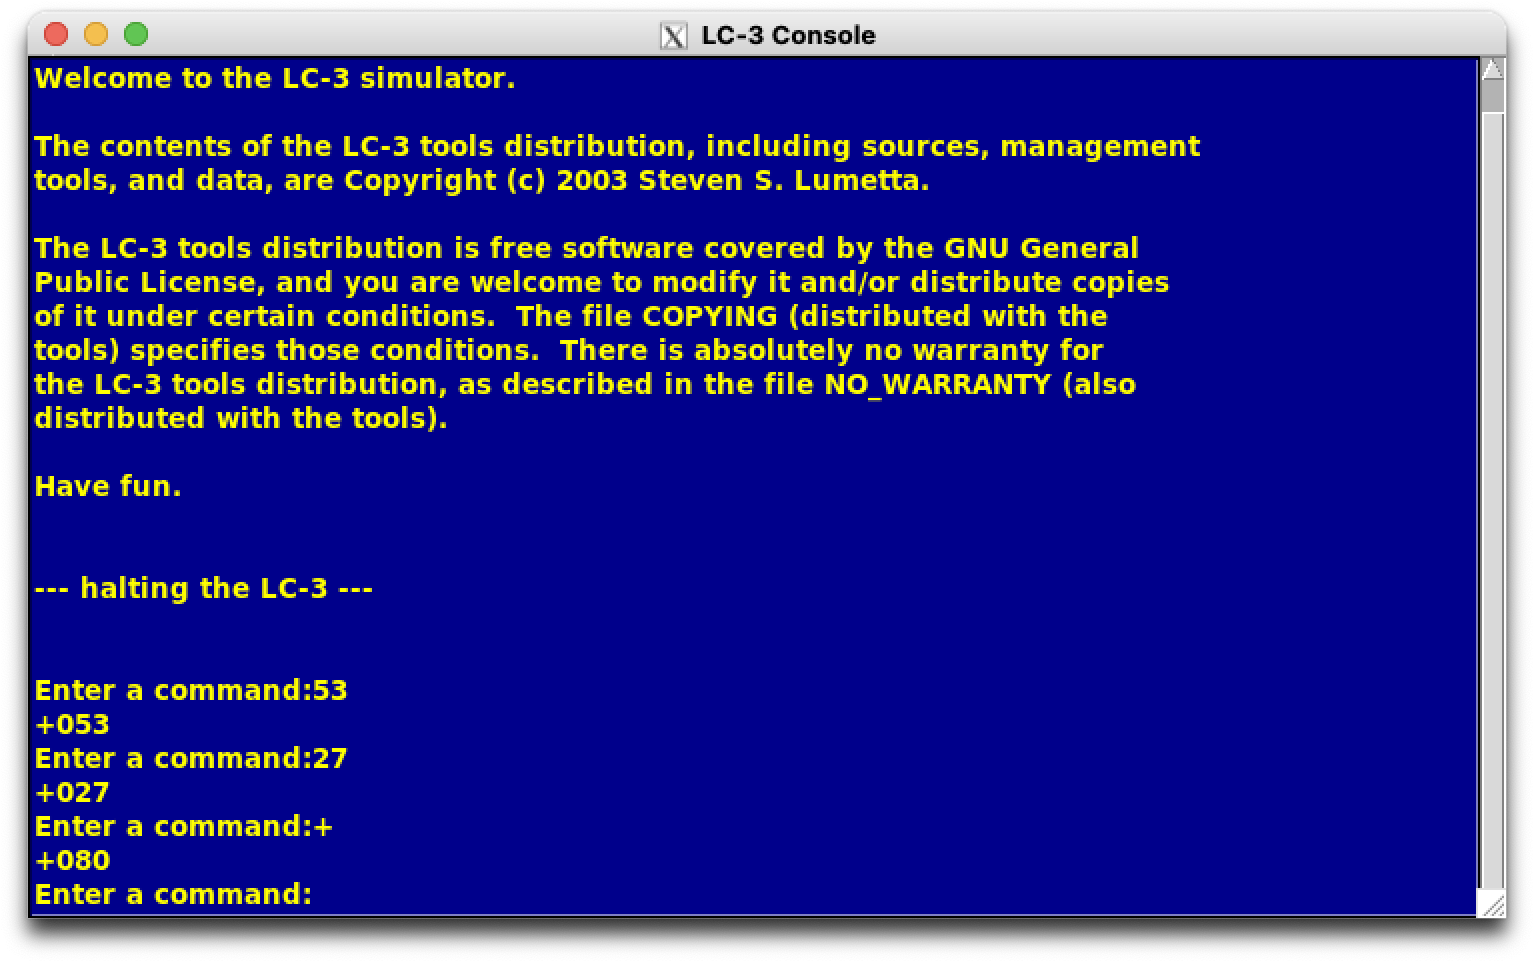 LC-3 Console
Welcome to the LC-3 simulator.
The contents of the LC-3 tools distribution, including sources, management
tools, and data, are Copyright (c) 2003 Steven S. Lumetta.
The LC-3 tools distribution is free software covered by the GNU General
Public License, and you are welcome to modify it and/or distribute copies
of it under certain conditions.  The file COPYING (distributed with the
tools) specifies those conditions.  There is absolutely no warranty for
the LC-3 tools distribution, as described in the file NO_WARRANTY (also
distributed with the tools).
Have fun.
--- halting the LC-3 ---
Enter a command:53
+053
Enter a command:27
+027
Enter a command:+
+080
Enter a command: